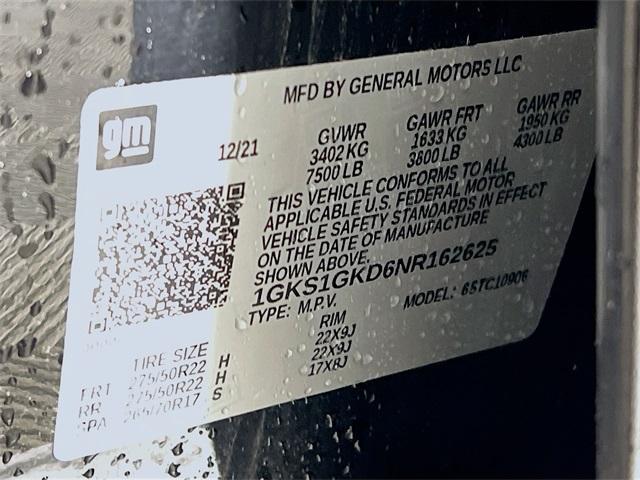 gm
MFD BY GENERAL MOTORS LLC
12/21
GVWR GAWR FRT GAWR RR
3402 KG 1633 KG 1950 KG
7500 LB 3600 LB 4300 LB
THIS VEHICLE CONFORMS TO ALL
APPLICABLE U.S. FEDERAL MOTOR
VEHICLE SAFETY STANDARDS IN EFFECT
ON THE DATE OF MANUFACTURE
SHOWN ABOVE.
1GKS1GKD6NR162625
TYPE: M.P.V. MODEL: 6STC10906
TIRE SIZE RIM
FRT 275/50R22 H 22X9J
RR 275/50R22 H 22X9J
SPA 265/70R17 S 17X8J